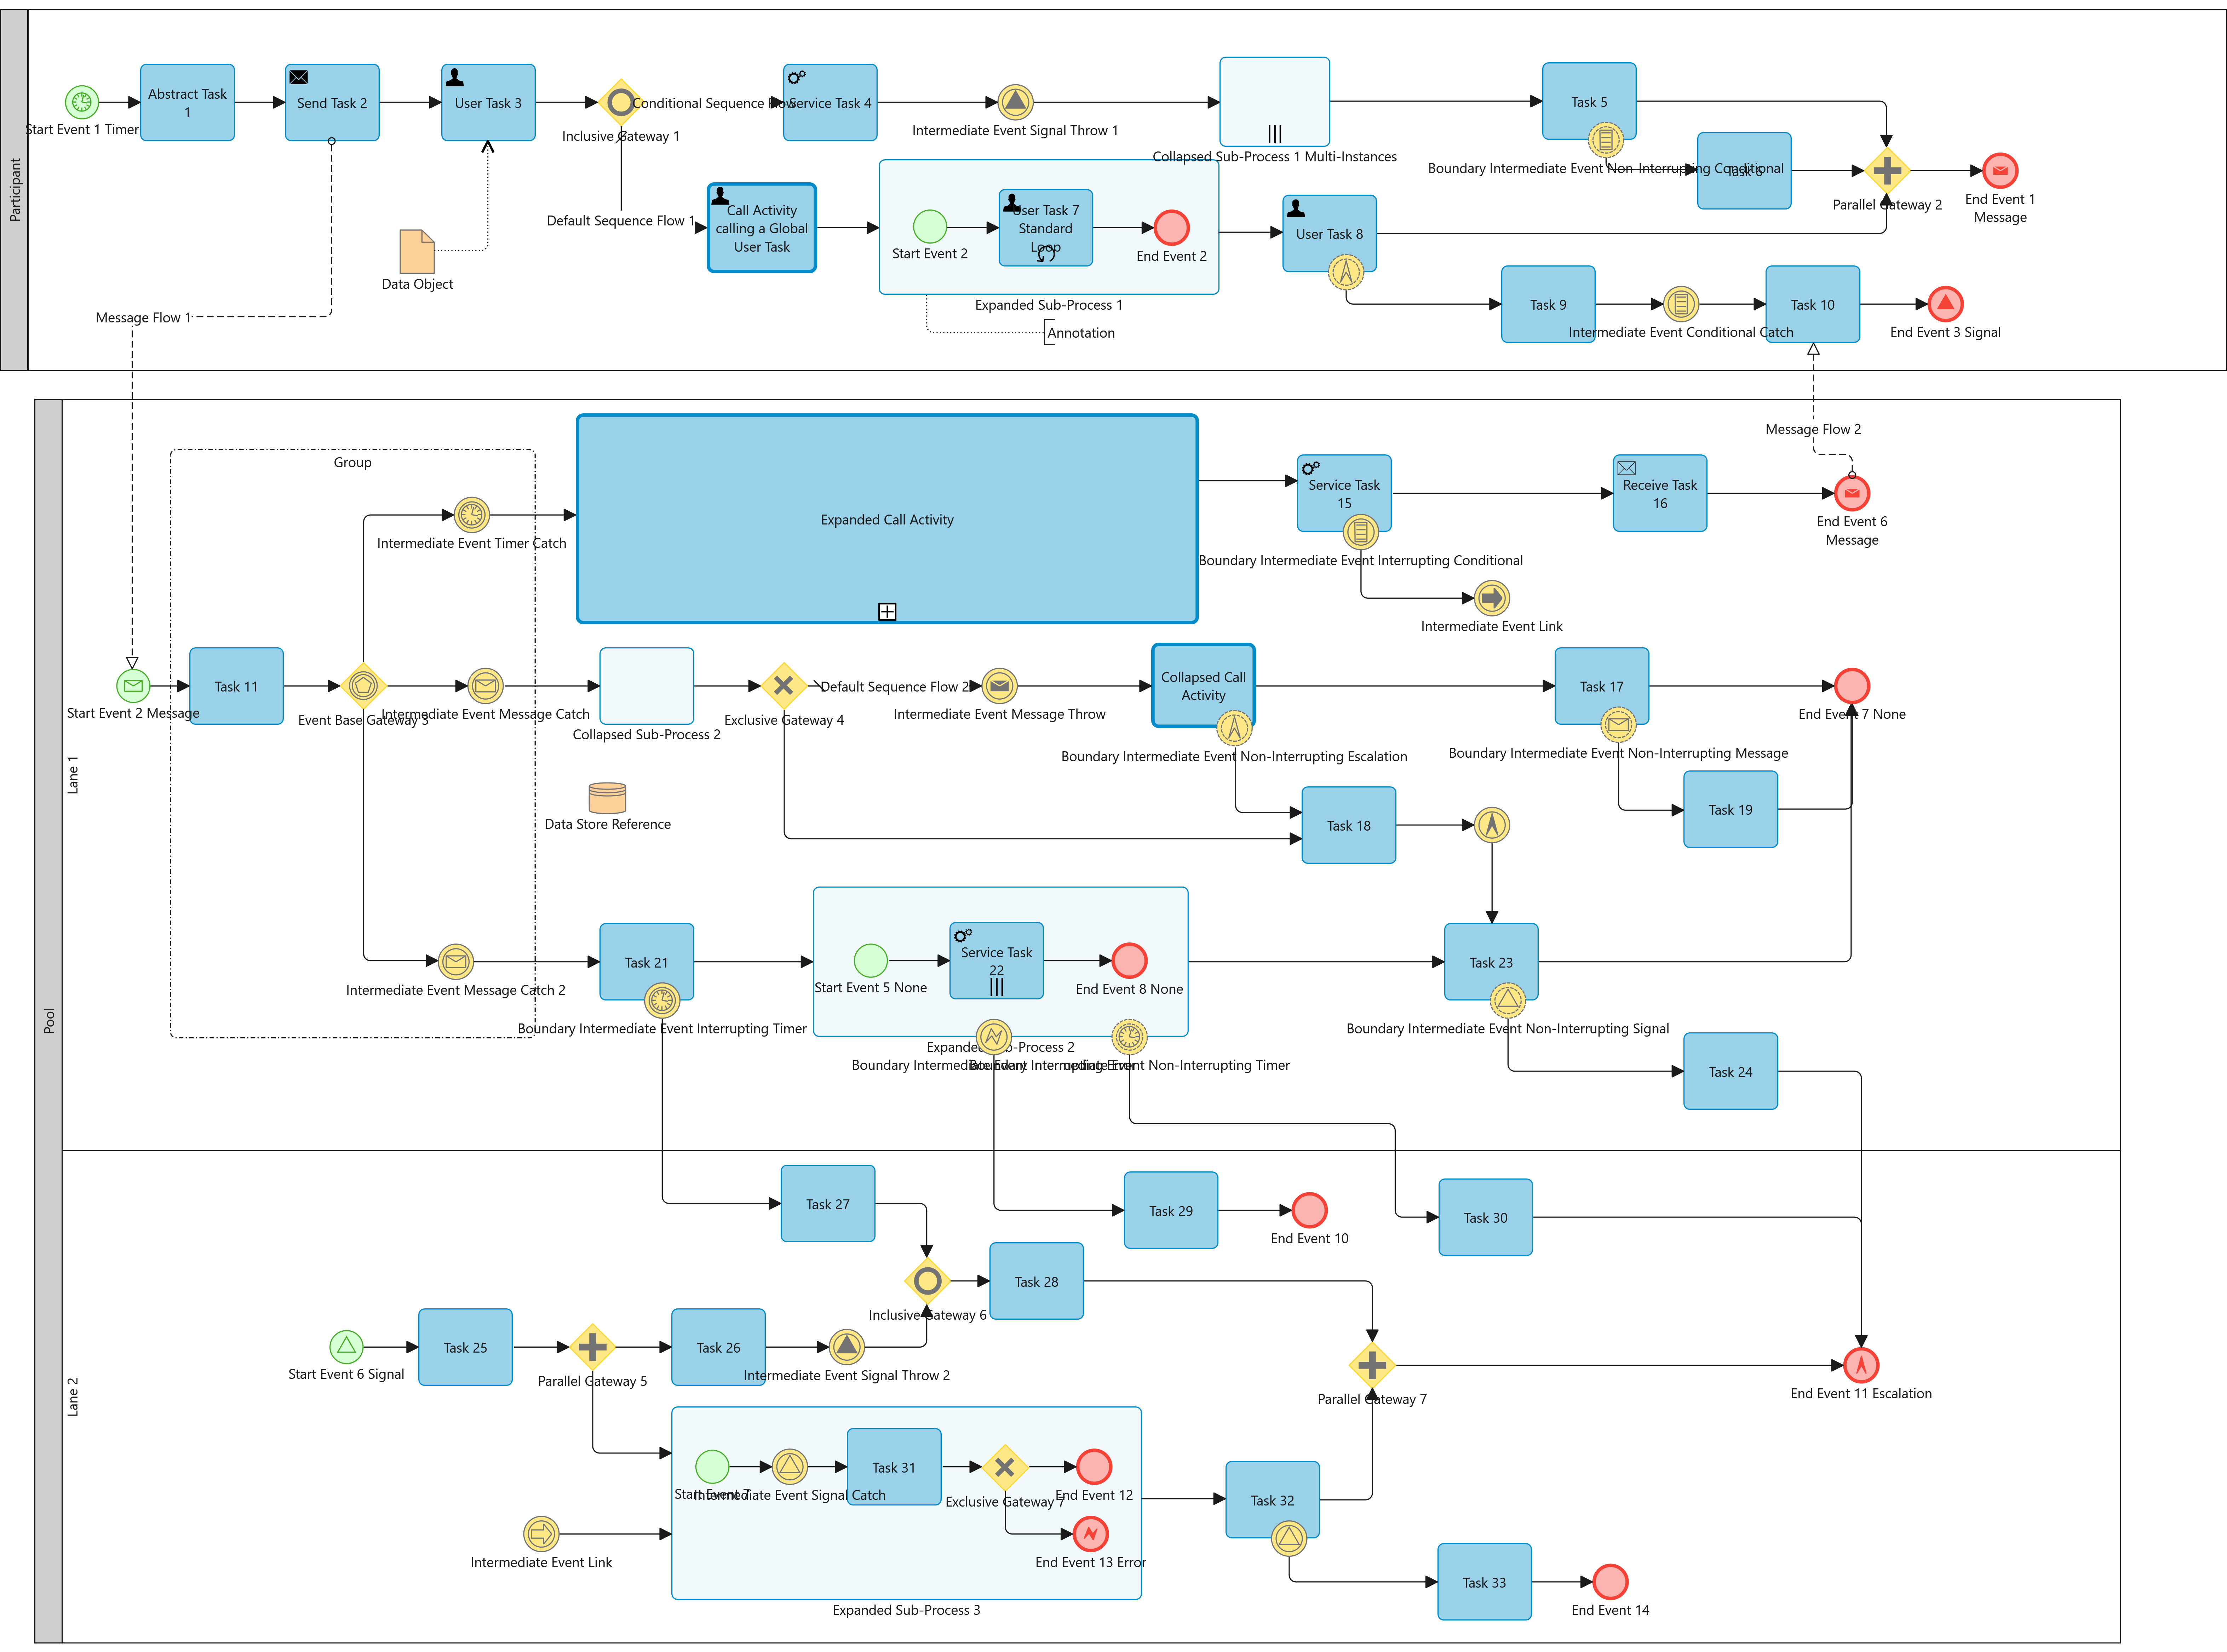 Participant
Start Event 1 Timer
Abstract Task
1
Send Task 2
User Task 3
Inclusive Gateway 1
Conditional Sequence Flow
Service Task 4
Intermediate Event Signal Throw 1
Collapsed Sub-Process 1 Multi-Instances
Task 5
Boundary Intermediate Event Non-Interrupting Conditional
Task 6
Parallel Gateway 2
End Event 1
Message
Default Sequence Flow 1
Call Activity
calling a Global
User Task
Start Event 2
User Task 7
Standard
Loop
End Event 2
Expanded Sub-Process 1
User Task 8
Data Object
Message Flow 1
Annotation
Task 9
Intermediate Event Conditional Catch
Task 10
End Event 3 Signal
Message Flow 2
Pool
Lane 1
Group
Intermediate Event Timer Catch
Expanded Call Activity
Service Task
15
Boundary Intermediate Event Interrupting Conditional
Receive Task
16
End Event 6
Message
Intermediate Event Link
Start Event 2 Message
Task 11
Event Base Gateway 3
Intermediate Event Message Catch
Collapsed Sub-Process 2
Exclusive Gateway 4
Default Sequence Flow 2
Intermediate Event Message Throw
Collapsed Call
Activity
Boundary Intermediate Event Non-Interrupting Escalation
Task 17
Boundary Intermediate Event Non-Interrupting Message
End Event 7 None
Data Store Reference
Task 18
Task 19
Intermediate Event Message Catch 2
Task 21
Boundary Intermediate Event Interrupting Timer
Start Event 5 None
Service Task
22
End Event 8 None
Expanded Sub-Process 2
Boundary Intermediate Event Interrupting Error
Boundary Intermediate Event Non-Interrupting Timer
Task 23
Boundary Intermediate Event Non-Interrupting Signal
Task 24
Lane 2
Task 27
Task 29
End Event 10
Task 30
Inclusive Gateway 6
Task 28
Start Event 6 Signal
Task 25
Parallel Gateway 5
Task 26
Intermediate Event Signal Throw 2
Parallel Gateway 7
End Event 11 Escalation
Start Event 7
Intermediate Event Signal Catch
Task 31
Exclusive Gateway 7
End Event 12
End Event 13 Error
Intermediate Event Link
Expanded Sub-Process 3
Task 32
Task 33
End Event 14